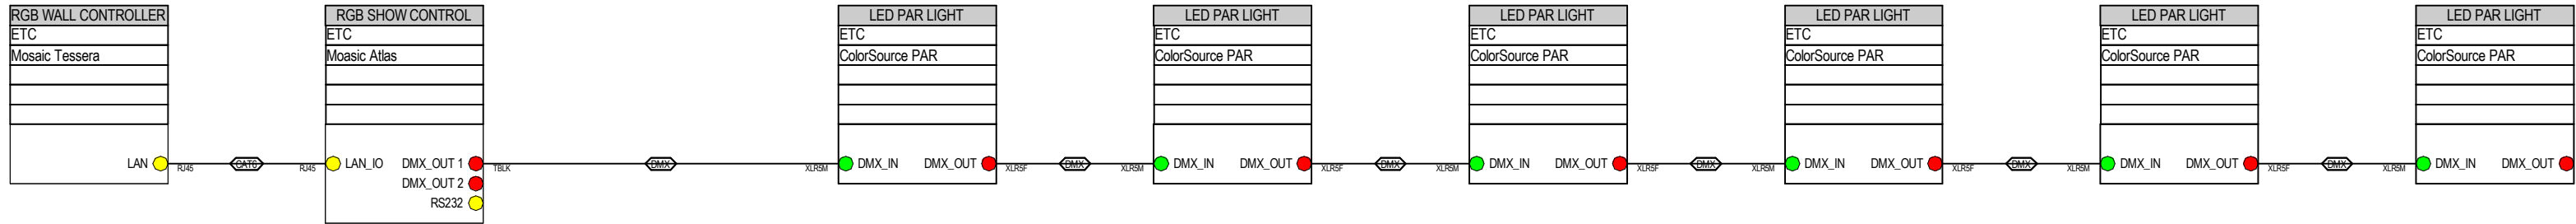 RGB WALL CONTROLLER
ETC
Mosaic Tessera
LAN
RJ45
CAT6
RJ45
RGB SHOW CONTROL
ETC
Moasic Atlas
LAN_IO
DMX_OUT 1
DMX_OUT 2
RS232
TBLK
DMX
XLR5M
LED PAR LIGHT
ETC
ColorSource PAR
DMX_IN
DMX_OUT
XLR5F
DMX
XLR5M
LED PAR LIGHT
ETC
ColorSource PAR
DMX_IN
DMX_OUT
XLR5F
DMX
XLR5M
LED PAR LIGHT
ETC
ColorSource PAR
DMX_IN
DMX_OUT
XLR5F
DMX
XLR5M
LED PAR LIGHT
ETC
ColorSource PAR
DMX_IN
DMX_OUT
XLR5F
DMX
XLR5M
LED PAR LIGHT
ETC
ColorSource PAR
DMX_IN
DMX_OUT
XLR5F
DMX
XLR5M
LED PAR LIGHT
ETC
ColorSource PAR
DMX_IN
DMX_OUT